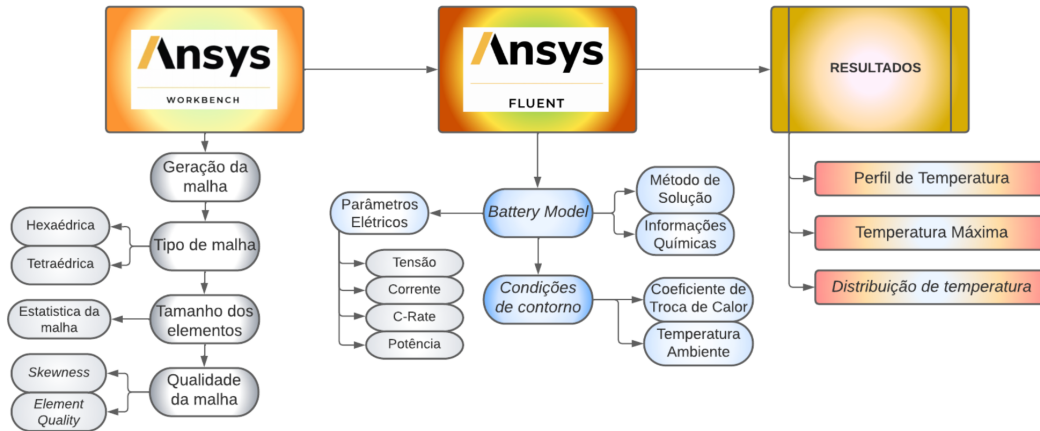 Ansys
WORKBENCH
Geração da
malha
Hexaédrica
Tetraédrica
Tipo de malha
Estatistica da
malha
Tamanho dos
elementos
Skewness
Element
Quality
Qualidade
da malha
Ansys
FLUENT
Parâmetros
Elétricos
Battery Model
Método de
Solução
Informações
Químicas
Tensão
Corrente
C-Rate
Potência
Condições
de contorno
Coeficiente de
Troca de Calor
Temperatura
Ambiente
RESULTADOS
Perfil de Temperatura
Temperatura Máxima
Distribuição de temperatura